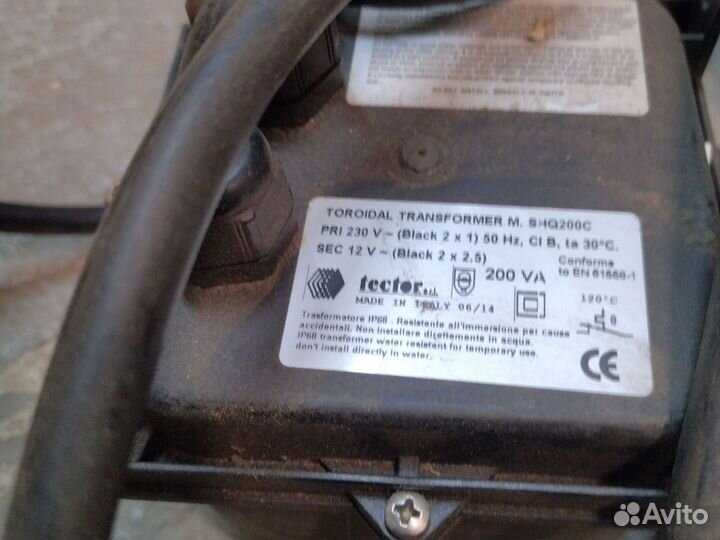 TOROIDAL TRANSFORMER M. SHQ200C
PRI 230 V ~ (Black 2 x 1) 50 Hz, Cl B, ta 30°C.
SEC 12 V ~ (Black 2 x 2.5)
Conforms
to EN 61558-1
tector s.r.l.
200 VA
MADE IN ITALY 06/14
120°C
Trasformatore IP68 - Resistente all'immersione per cause
accidentali. Non installare direttamente in acqua.
IP68 transformer water resistant for temporary use,
don't install directly in water.
CE
Avito